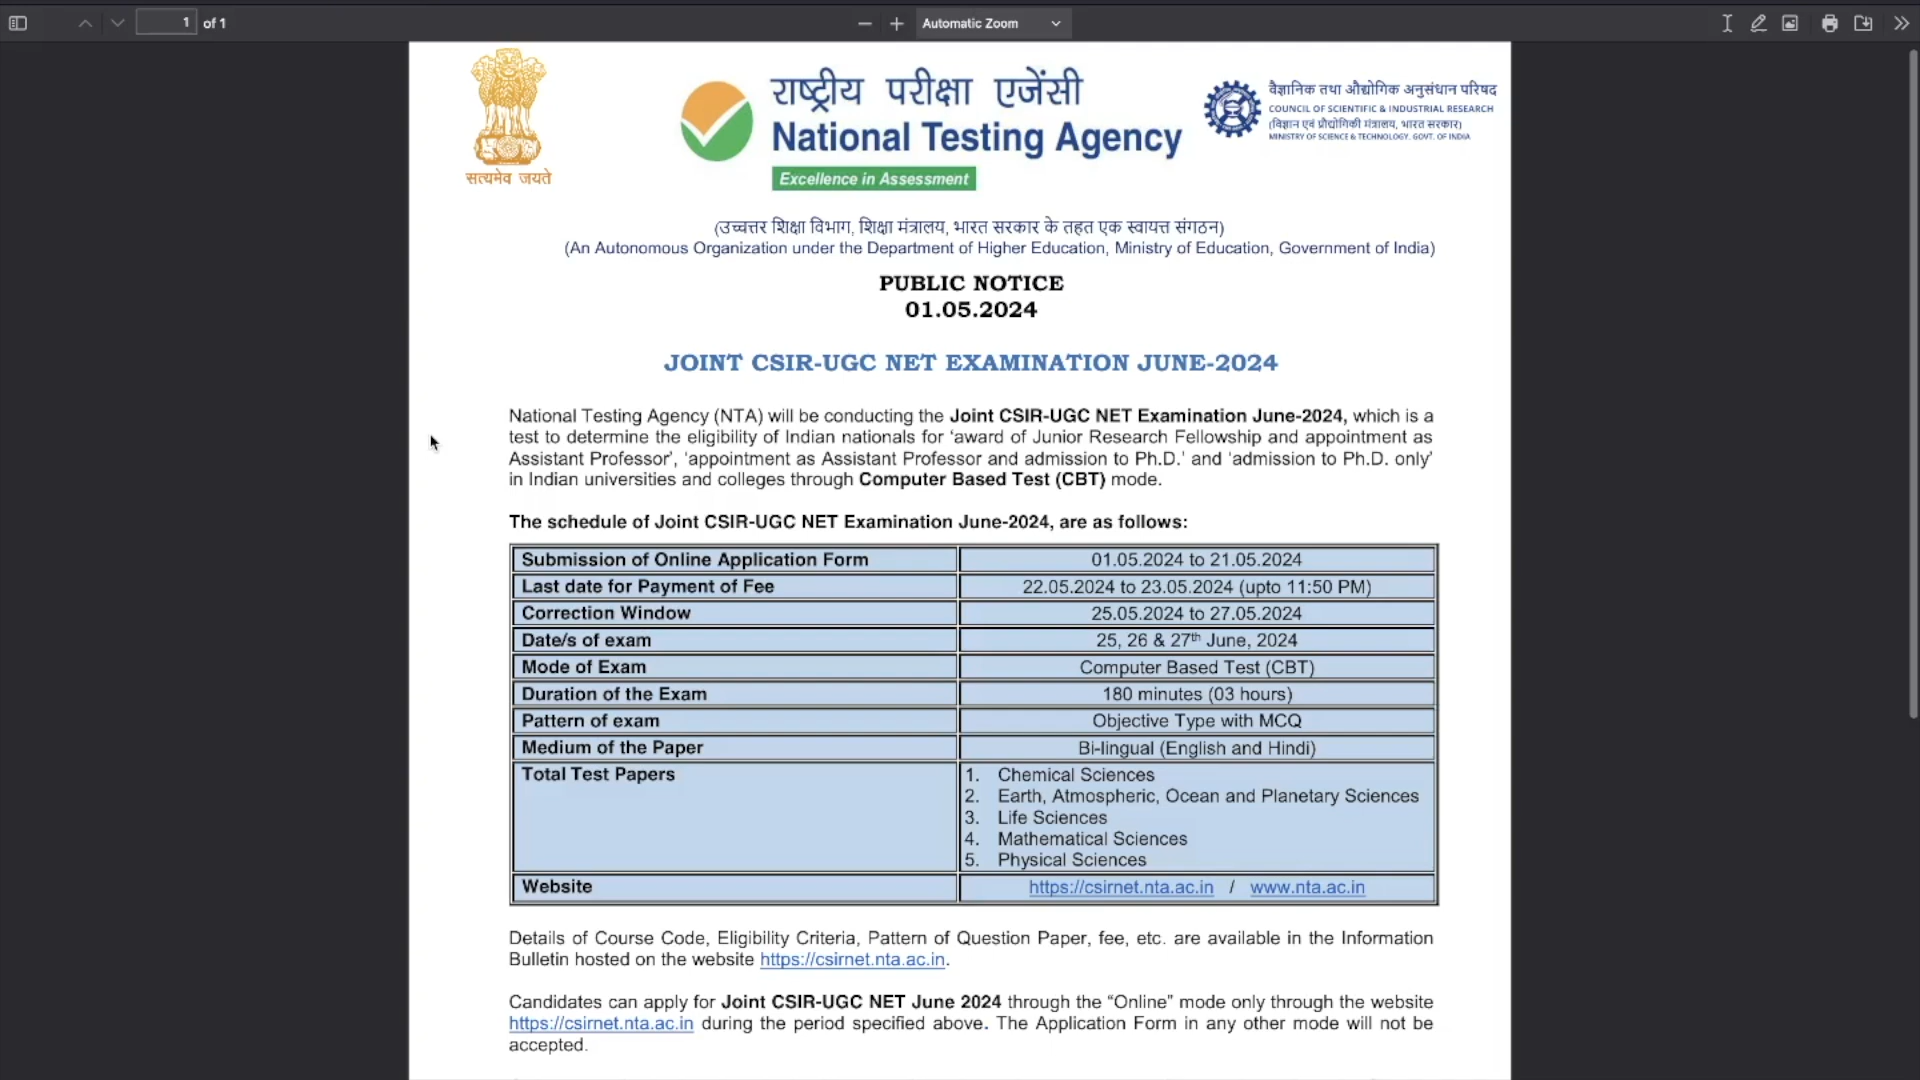 1 of 1
Automatic Zoom
सत्यमेव जयते
राष्ट्रीय परीक्षा एजेंसी
National Testing Agency
Excellence in Assessment
वैज्ञानिक तथा औद्योगिक अनुसंधान परिषद
COUNCIL OF SCIENTIFIC & INDUSTRIAL RESEARCH
(विज्ञान एवं प्रौद्योगिकी मंत्रालय, भारत सरकार)
MINISTRY OF SCIENCE & TECHNOLOGY. GOVT. OF INDIA
(उच्चत्तर शिक्षा विभाग, शिक्षा मंत्रालय, भारत सरकार के तहत एक स्वायत्त संगठन)
(An Autonomous Organization under the Department of Higher Education, Ministry of Education, Government of India)
PUBLIC NOTICE
01.05.2024
JOINT CSIR-UGC NET EXAMINATION JUNE-2024
National Testing Agency (NTA) will be conducting the Joint CSIR-UGC NET Examination June-2024, which is a
test to determine the eligibility of Indian nationals for ‘award of Junior Research Fellowship and appointment as
Assistant Professor’, ‘appointment as Assistant Professor and admission to Ph.D.’ and ‘admission to Ph.D. only’
in Indian universities and colleges through Computer Based Test (CBT) mode.
The schedule of Joint CSIR-UGC NET Examination June-2024, are as follows:
Submission of Online Application Form 01.05.2024 to 21.05.2024
Last date for Payment of Fee 22.05.2024 to 23.05.2024 (upto 11:50 PM)
Correction Window 25.05.2024 to 27.05.2024
Date/s of exam 25, 26 & 27th June, 2024
Mode of Exam Computer Based Test (CBT)
Duration of the Exam 180 minutes (03 hours)
Pattern of exam Objective Type with MCQ
Medium of the Paper Bi-lingual (English and Hindi)
Total Test Papers 1. Chemical Sciences
2. Earth, Atmospheric, Ocean and Planetary Sciences
3. Life Sciences
4. Mathematical Sciences
5. Physical Sciences
Website https://csirnet.nta.ac.in / www.nta.ac.in
Details of Course Code, Eligibility Criteria, Pattern of Question Paper, fee, etc. are available in the Information
Bulletin hosted on the website https://csirnet.nta.ac.in.
Candidates can apply for Joint CSIR-UGC NET June 2024 through the “Online” mode only through the website
https://csirnet.nta.ac.in during the period specified above. The Application Form in any other mode will not be
accepted.